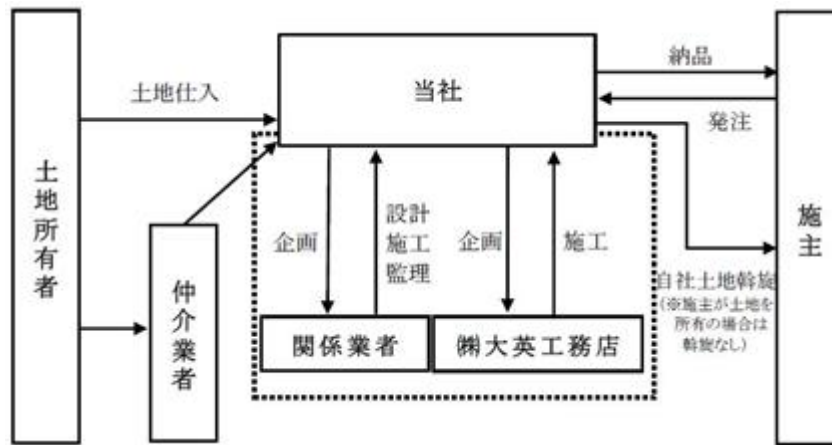 土地所有者
土地仕入
仲介業者
当社
納品
発注
企画
設計
施工
監理
企画
施工
関係業者
㈱大英工務店
自社土地斡旋
(※施主が土地を
所有の場合は
斡旋なし)
施主